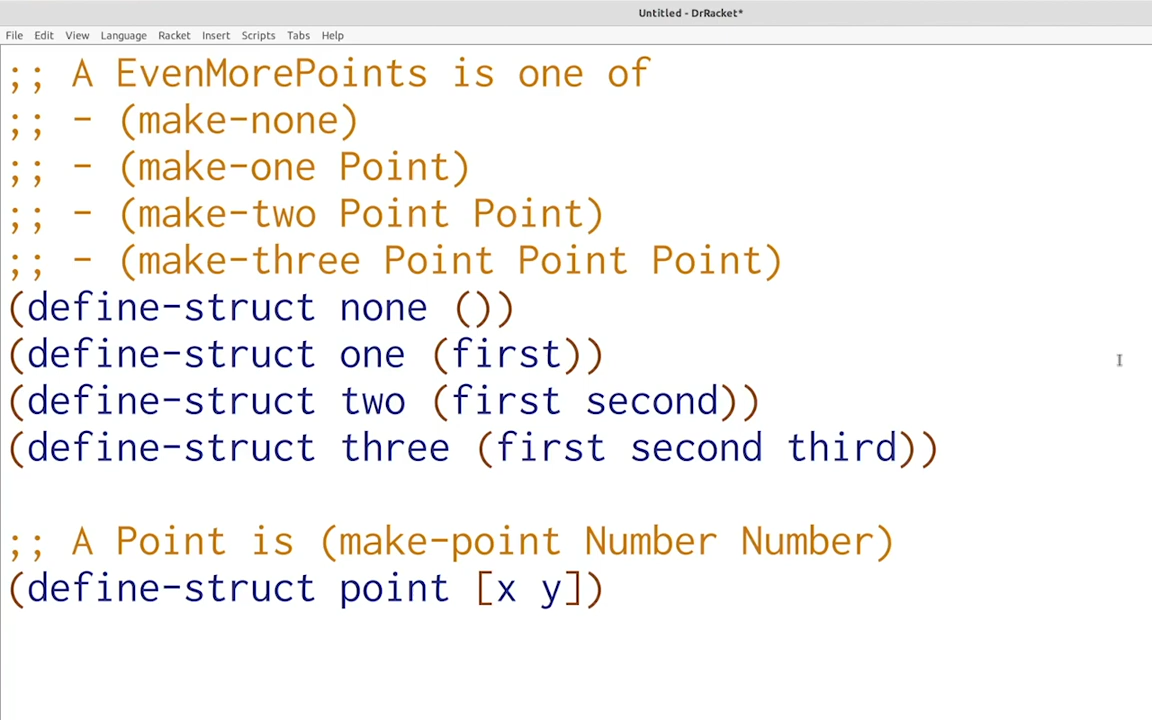 Untitled - DrRacket*
File Edit View Language Racket Insert Scripts Tabs Help
;; A EvenMorePoints is one of
;; - (make-none)
;; - (make-one Point)
;; - (make-two Point Point)
;; - (make-three Point Point Point)
(define-struct none ())
(define-struct one (first))
(define-struct two (first second))
(define-struct three (first second third))
;; A Point is (make-point Number Number)
(define-struct point [x y])